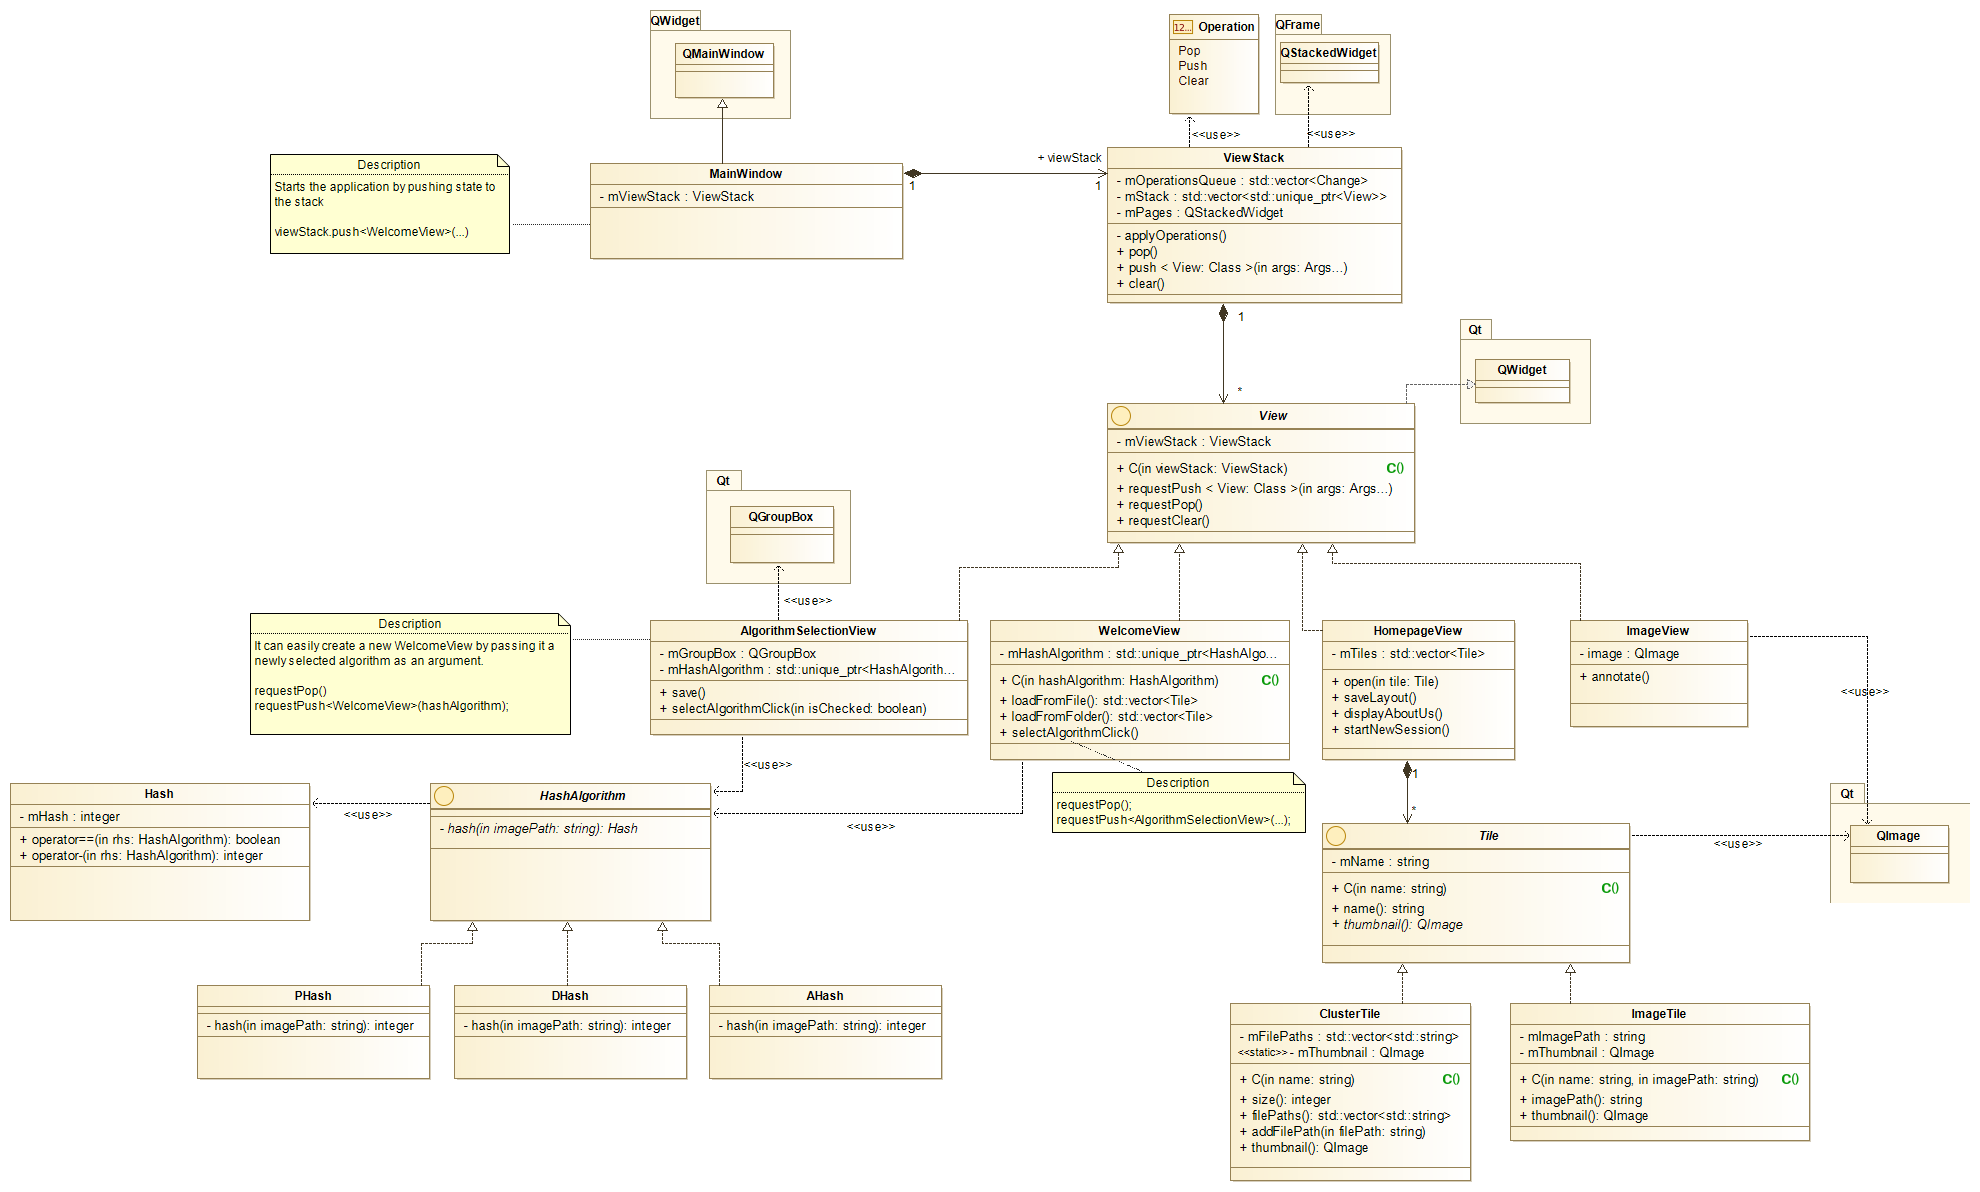 QWidget
QMainWindow
12... Operation
Pop
Push
Clear
QFrame
QStackedWidget
<<use>>
<<use>>
Description
Starts the application by pushing state to
the stack
viewStack.push<WelcomeView>(...)
MainWindow
- mViewStack : ViewStack
+ viewStack
1
1
ViewStack
- mOperationsQueue : std::vector<Change>
- mStack : std::vector<std::unique_ptr<View>>
- mPages : QStackedWidget
- applyOperations()
+ pop()
+ push < View: Class >(in args: Args...)
+ clear()
1
*
Qt
QWidget
View
- mViewStack : ViewStack
+ C(in viewStack: ViewStack) C()
+ requestPush < View: Class >(in args: Args...)
+ requestPop()
+ requestClear()
Qt
QGroupBox
<<use>>
Description
It can easily create a new WelcomeView by passing it a
newly selected algorithm as an argument.
requestPop()
requestPush<WelcomeView>(hashAlgorithm);
AlgorithmSelectionView
- mGroupBox : QGroupBox
- mHashAlgorithm : std::unique_ptr<HashAlgorith...
+ save()
+ selectAlgorithmClick(in isChecked: boolean)
WelcomeView
- mHashAlgorithm : std::unique_ptr<HashAlgo...
+ C(in hashAlgorithm: HashAlgorithm) C()
+ loadFromFile(): std::vector<Tile>
+ loadFromFolder(): std::vector<Tile>
+ selectAlgorithmClick()
HomepageView
- mTiles : std::vector<Tile>
+ open(in tile: Tile)
+ saveLayout()
+ displayAboutUs()
+ startNewSession()
ImageView
- image : QImage
+ annotate()
<<use>>
<<use>>
<<use>>
Description
requestPop();
requestPush<AlgorithmSelectionView>(...);
1
*
Hash
- mHash : integer
+ operator==(in rhs: HashAlgorithm): boolean
+ operator-(in rhs: HashAlgorithm): integer
<<use>>
HashAlgorithm
- hash(in imagePath: string): Hash
Tile
- mName : string
+ C(in name: string) C()
+ name(): string
+ thumbnail(): QImage
<<use>>
Qt
QImage
PHash
- hash(in imagePath: string): integer
DHash
- hash(in imagePath: string): integer
AHash
- hash(in imagePath: string): integer
ClusterTile
- mFilePaths : std::vector<std::string>
<<static>> - mThumbnail : QImage
+ C(in name: string) C()
+ size(): integer
+ filePaths(): std::vector<std::string>
+ addFilePath(in filePath: string)
+ thumbnail(): QImage
ImageTile
- mImagePath : string
- mThumbnail : QImage
+ C(in name: string, in imagePath: string) C()
+ imagePath(): string
+ thumbnail(): QImage